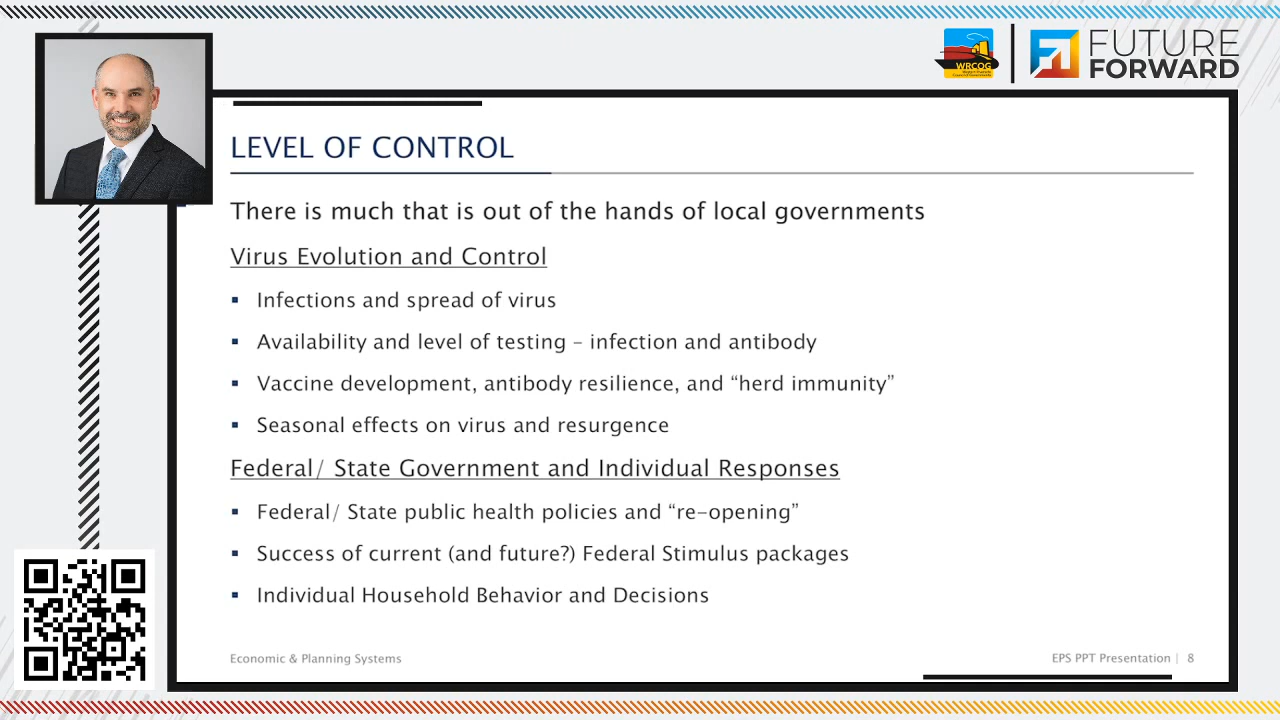 WRCOG
FUTURE
FORWARD
LEVEL OF CONTROL
There is much that is out of the hands of local governments
Virus Evolution and Control
▪ Infections and spread of virus
▪ Availability and level of testing – infection and antibody
▪ Vaccine development, antibody resilience, and “herd immunity”
▪ Seasonal effects on virus and resurgence
Federal/ State Government and Individual Responses
▪ Federal/ State public health policies and “re-opening”
▪ Success of current (and future?) Federal Stimulus packages
▪ Individual Household Behavior and Decisions
Economic & Planning Systems
EPS PPT Presentation | 8